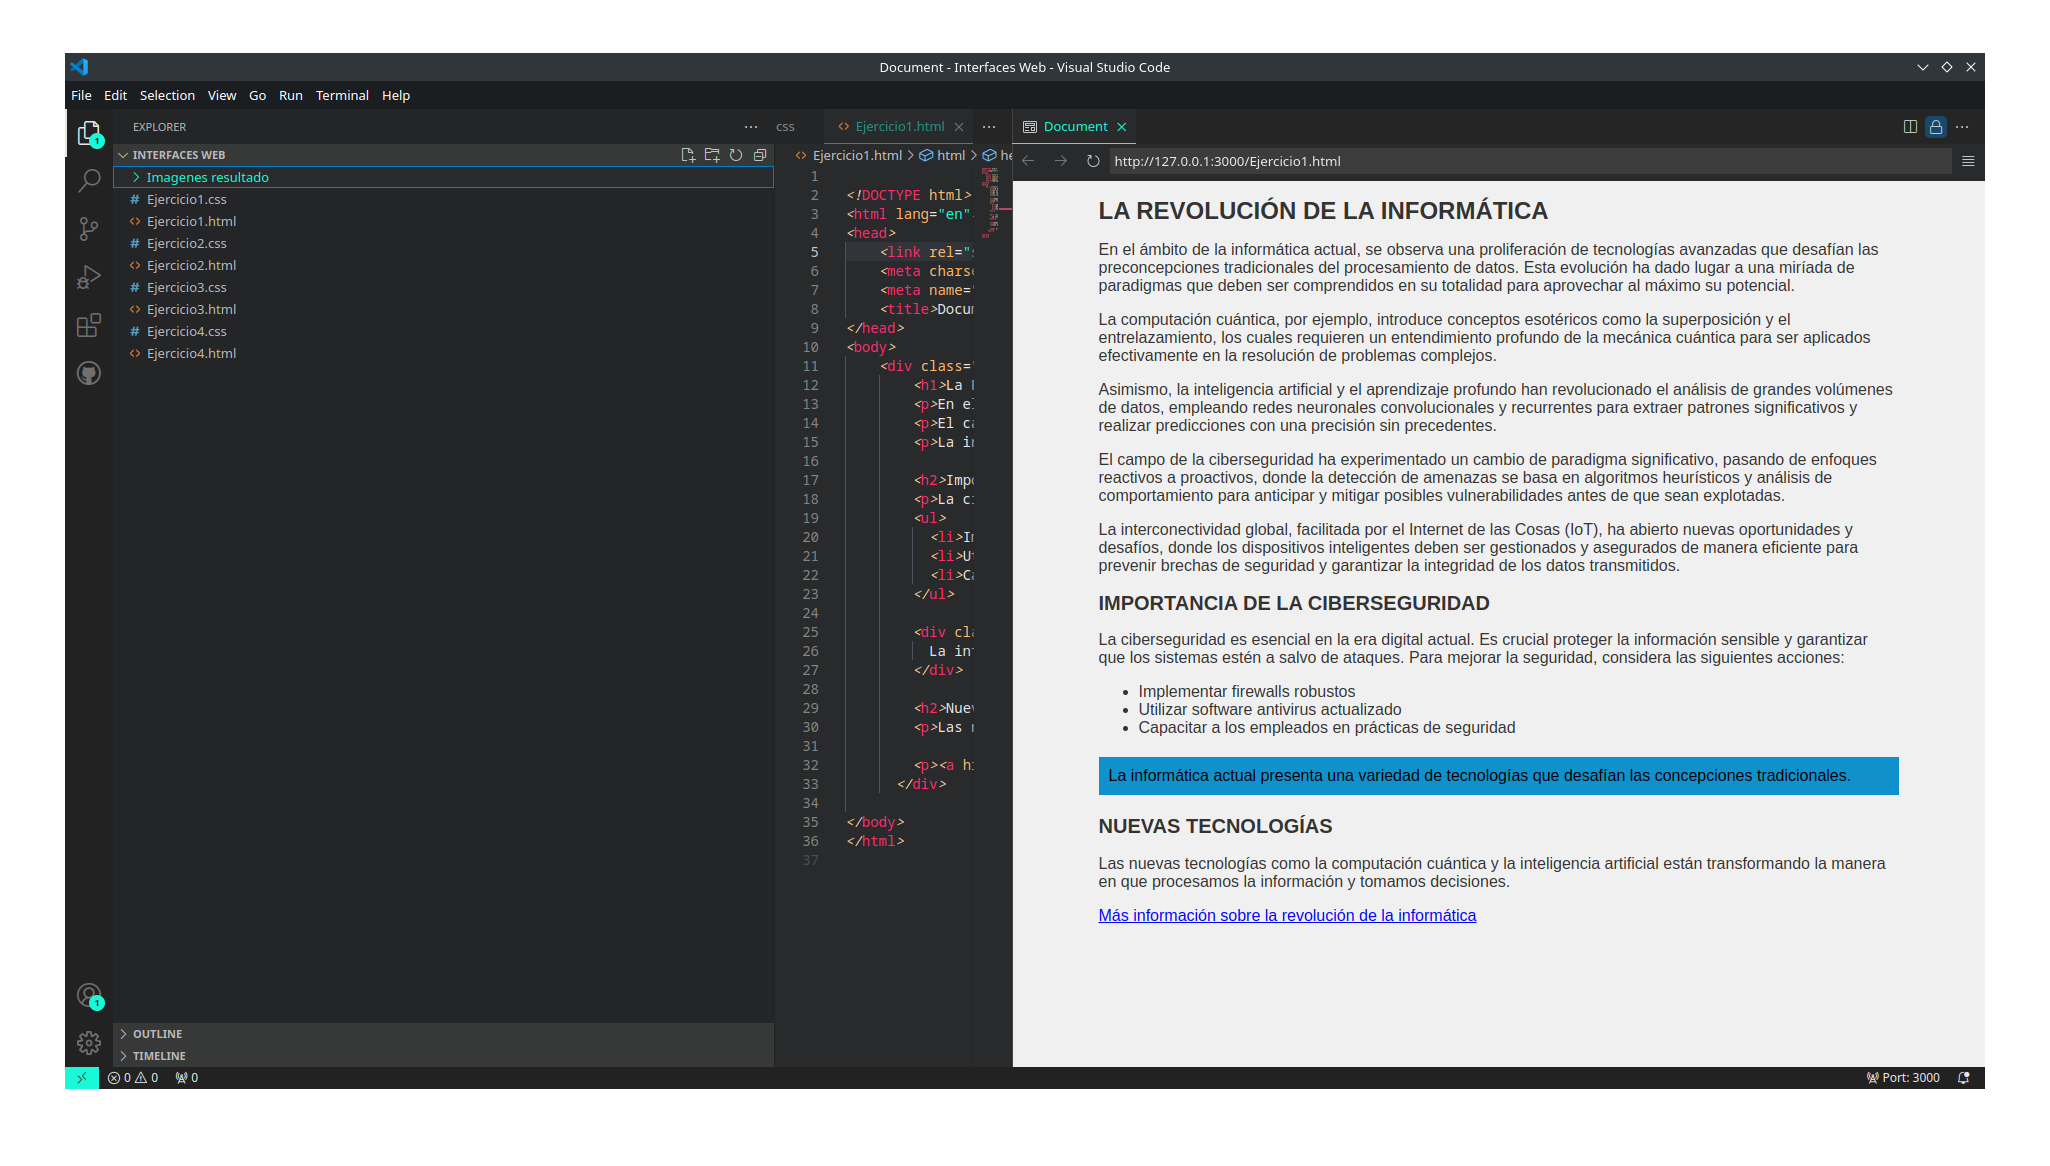 Document - Interfaces Web - Visual Studio Code
File Edit Selection View Go Run Terminal Help
EXPLORER
INTERFACES WEB
Imagenes resultado
# Ejercicio1.css
<> Ejercicio1.html
# Ejercicio2.css
<> Ejercicio2.html
# Ejercicio3.css
<> Ejercicio3.html
# Ejercicio4.css
<> Ejercicio4.html
OUTLINE
TIMELINE
1
1
css
<> Ejercicio1.html
<> Ejercicio1.html > html > he
1
2 <!DOCTYPE html>
3 <html lang="en"
4 <head>
5 <link rel="s
6 <meta charse
7 <meta name="
8 <title>Docum
9 </head>
10 <body>
11 <div class="
12 <h1>La R
13 <p>En el
14 <p>El ca
15 <p>La in
16
17 <h2>Impo
18 <p>La ci
19 <ul>
20 <li>Im
21 <li>Ut
22 <li>Ca
23 </ul>
24
25 <div cla
26 La inf
27 </div>
28
29 <h2>Nuev
30 <p>Las n
31
32 <p><a h
33 </div>
34
35 </body>
36 </html>
37
Document
http://127.0.0.1:3000/Ejercicio1.html
LA REVOLUCIÓN DE LA INFORMÁTICA
En el ámbito de la informática actual, se observa una proliferación de tecnologías avanzadas que desafían las
preconcepciones tradicionales del procesamiento de datos. Esta evolución ha dado lugar a una miríada de
paradigmas que deben ser comprendidos en su totalidad para aprovechar al máximo su potencial.
La computación cuántica, por ejemplo, introduce conceptos esotéricos como la superposición y el
entrelazamiento, los cuales requieren un entendimiento profundo de la mecánica cuántica para ser aplicados
efectivamente en la resolución de problemas complejos.
Asimismo, la inteligencia artificial y el aprendizaje profundo han revolucionado el análisis de grandes volúmenes
de datos, empleando redes neuronales convolucionales y recurrentes para extraer patrones significativos y
realizar predicciones con una precisión sin precedentes.
El campo de la ciberseguridad ha experimentado un cambio de paradigma significativo, pasando de enfoques
reactivos a proactivos, donde la detección de amenazas se basa en algoritmos heurísticos y análisis de
comportamiento para anticipar y mitigar posibles vulnerabilidades antes de que sean explotadas.
La interconectividad global, facilitada por el Internet de las Cosas (IoT), ha abierto nuevas oportunidades y
desafíos, donde los dispositivos inteligentes deben ser gestionados y asegurados de manera eficiente para
prevenir brechas de seguridad y garantizar la integridad de los datos transmitidos.
IMPORTANCIA DE LA CIBERSEGURIDAD
La ciberseguridad es esencial en la era digital actual. Es crucial proteger la información sensible y garantizar
que los sistemas estén a salvo de ataques. Para mejorar la seguridad, considera las siguientes acciones:
• Implementar firewalls robustos
• Utilizar software antivirus actualizado
• Capacitar a los empleados en prácticas de seguridad
La informática actual presenta una variedad de tecnologías que desafían las concepciones tradicionales.
NUEVAS TECNOLOGÍAS
Las nuevas tecnologías como la computación cuántica y la inteligencia artificial están transformando la manera
en que procesamos la información y tomamos decisiones.
Más información sobre la revolución de la informática
0 0 0
Port: 3000